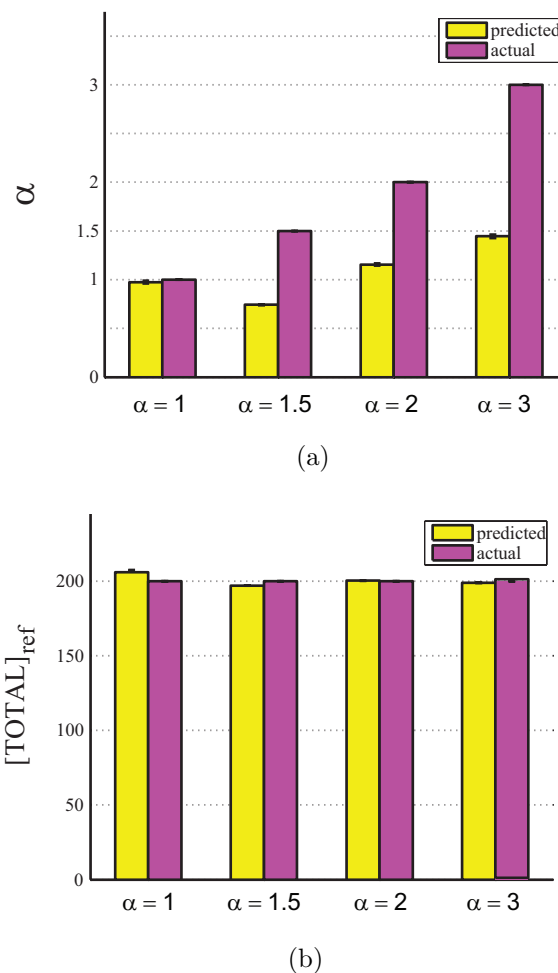 predicted
actual
3
2
1.5
1
0
α
α = 1
α = 1.5
α = 2
α = 3
(a)
predicted
actual
200
150
100
50
0
[TOTAL]ref
α = 1
α = 1.5
α = 2
α = 3
(b)